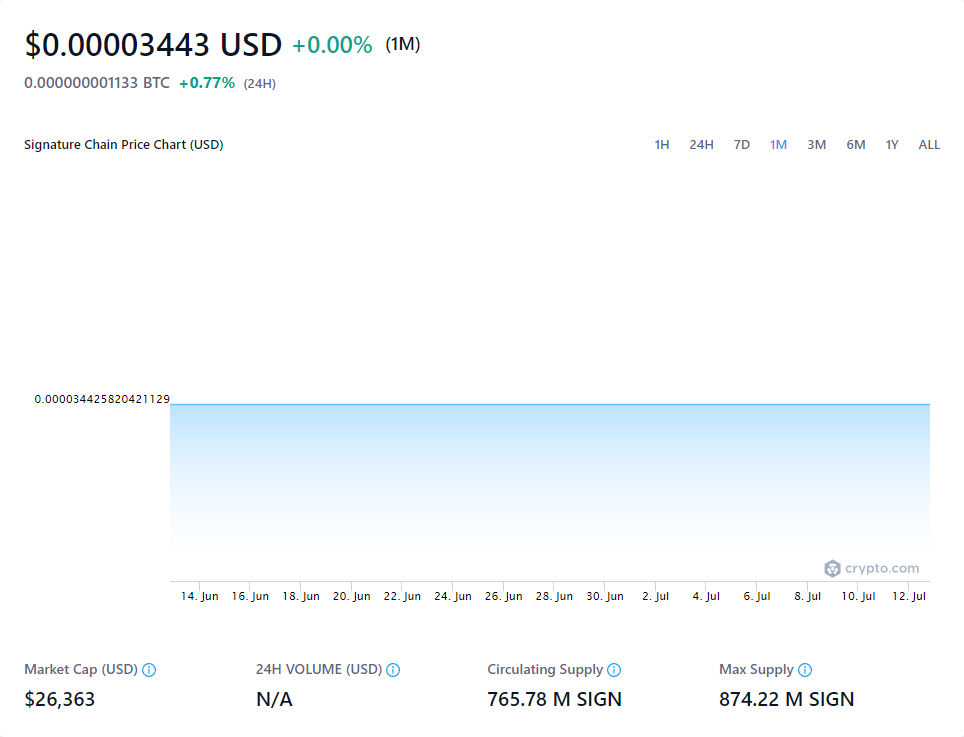 $0.00003443 USD +0.00% (1M)
0.000000001133 BTC +0.77% (24H)
Signature Chain Price Chart (USD) 1H 24H 7D 1M 3M 6M 1Y ALL
0.000034425820421129
crypto.com
14. Jun 16. Jun 18. Jun 20. Jun 22. Jun 24. Jun 26. Jun 28. Jun 30. Jun 2. Jul 4. Jul 6. Jul 8. Jul 10. Jul 12. Jul
Market Cap (USD) 24H VOLUME (USD) Circulating Supply Max Supply
$26,363 N/A 765.78 M SIGN 874.22 M SIGN